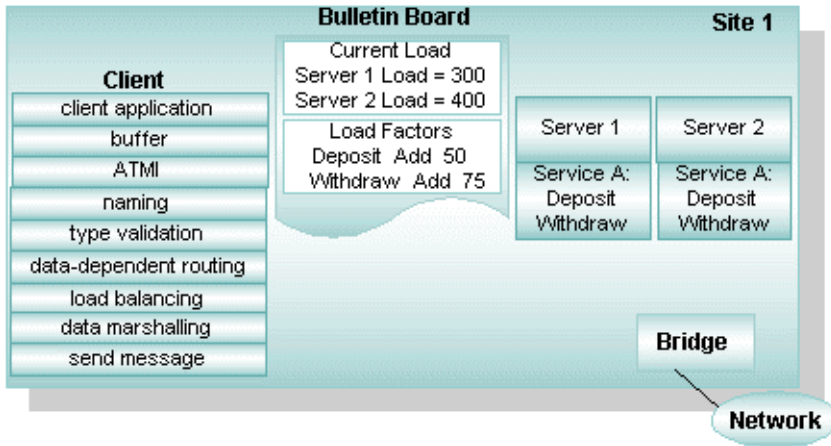 Bulletin Board
Site 1
Current Load
Server 1 Load = 300
Server 2 Load = 400
Load Factors
Deposit Add 50
Withdraw Add 75
Client
client application
buffer
ATMI
naming
type validation
data-dependent routing
load balancing
data marshalling
send message
Server 1
Service A:
Deposit
Withdraw
Server 2
Service A:
Deposit
Withdraw
Bridge
Network